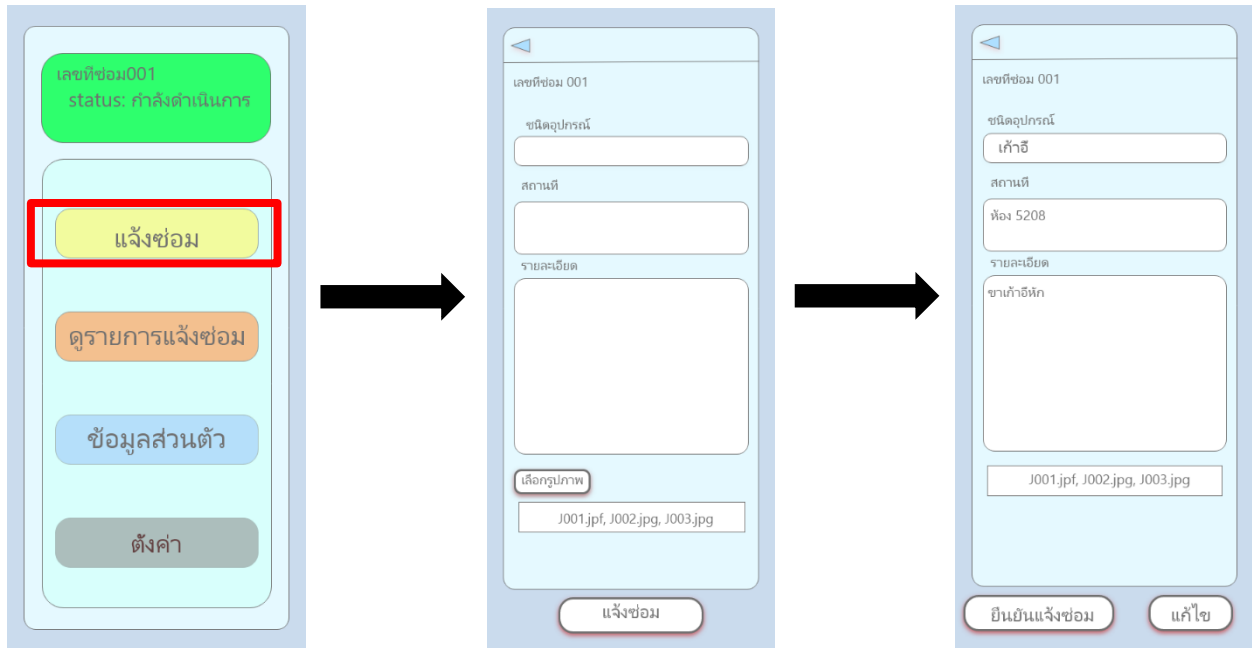 เลขที่ซ่อม001
status: กำลังดำเนินการ
แจ้งซ่อม
ดูรายการแจ้งซ่อม
ข้อมูลส่วนตัว
ตั้งค่า
เลขที่ซ่อม 001
ชนิดอุปกรณ์
สถานที่
รายละเอียด
เลือกรูปภาพ
J001.jpf, J002.jpg, J003.jpg
แจ้งซ่อม
เลขที่ซ่อม 001
ชนิดอุปกรณ์
เก้าอี้
สถานที่
ห้อง 5208
รายละเอียด
ขาเก้าอี้หัก
J001.jpf, J002.jpg, J003.jpg
ยืนยันแจ้งซ่อม
แก้ไข